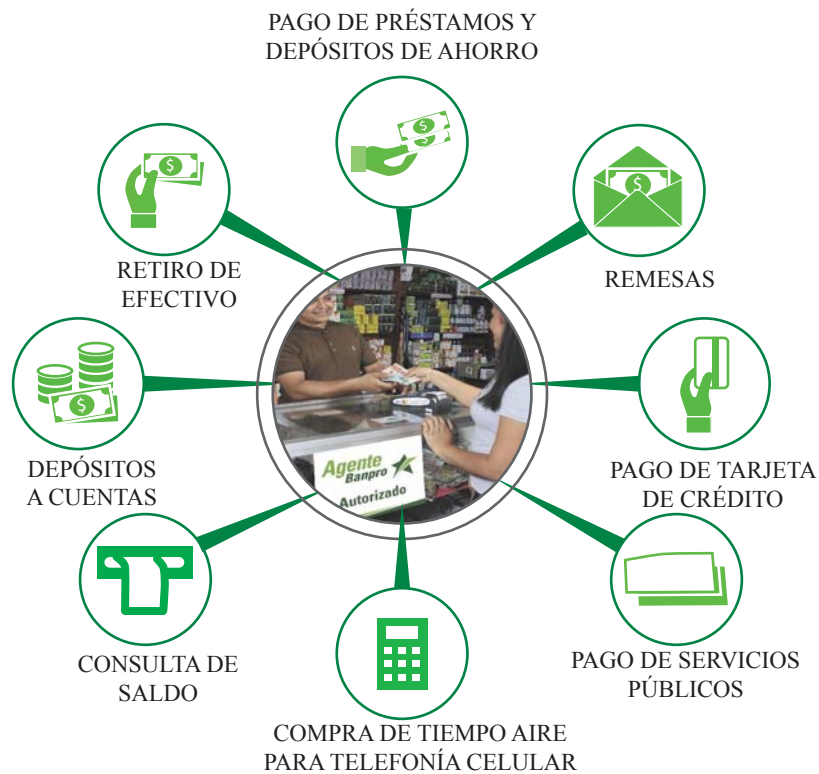 PAGO DE PRÉSTAMOS Y
DEPÓSITOS DE AHORRO
REMESAS
PAGO DE TARJETA
DE CRÉDITO
PAGO DE SERVICIOS
PÚBLICOS
COMPRA DE TIEMPO AIRE
PARA TELEFONÍA CELULAR
CONSULTA DE
SALDO
DEPÓSITOS
A CUENTAS
RETIRO DE
EFECTIVO
Agente
Banpro
Autorizado